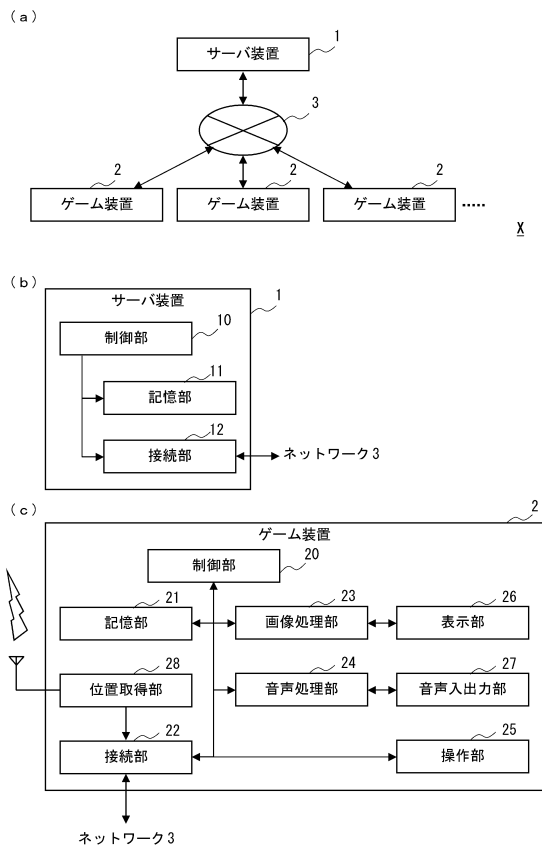 (a)
サーバ装置 1
3
2 2 2
ゲーム装置 ゲーム装置 ゲーム装置 .....
X
(b)
サーバ装置 1
制御部 10
11
記憶部
12
接続部 ネットワーク3
(c)
2
ゲーム装置
制御部 20
21 23 26
記憶部 画像処理部 表示部
28 24 27
位置取得部 音声処理部 音声入出力部
22 25
接続部 操作部
ネットワーク3